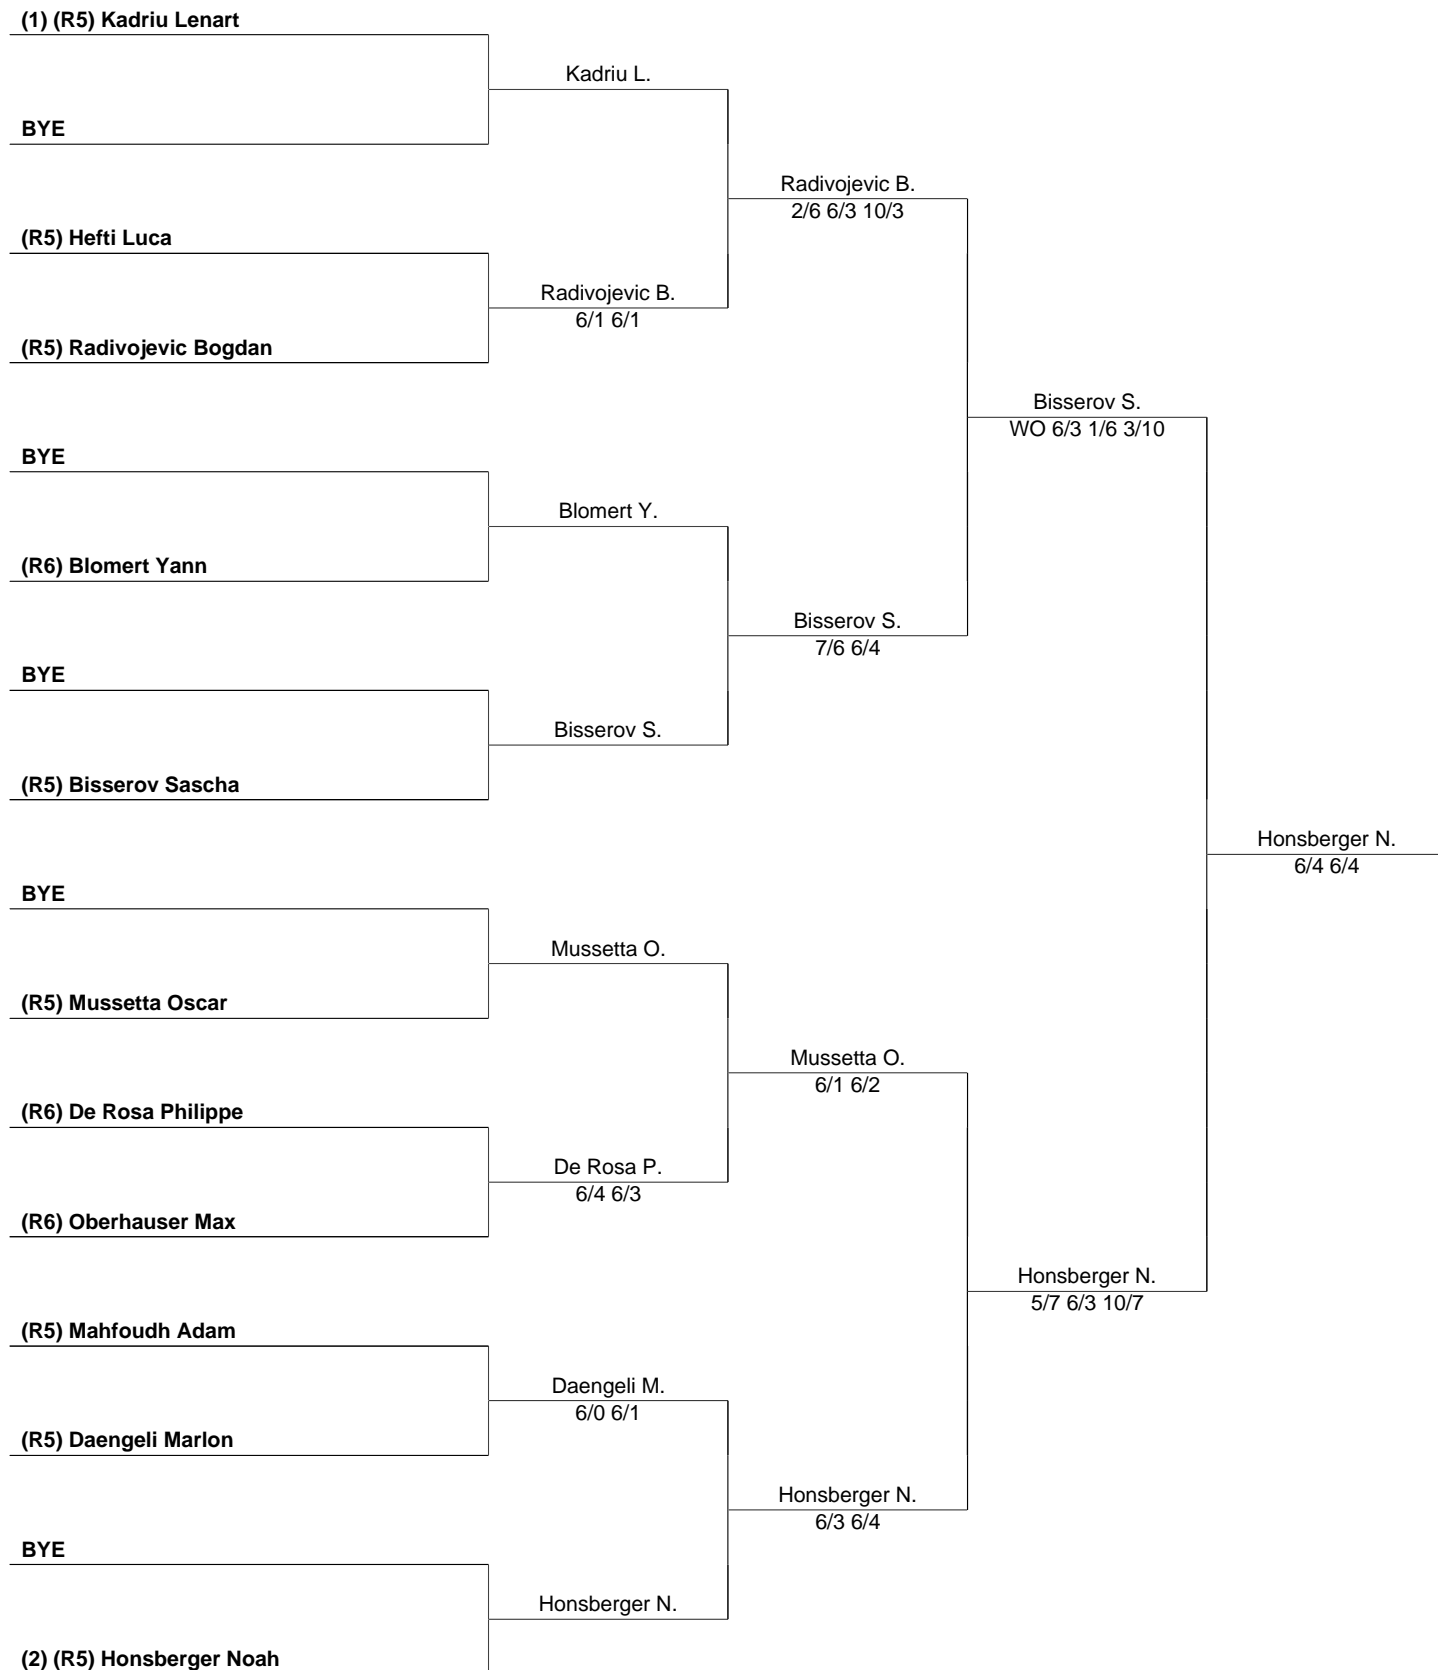 (1) (R5) Kadriu Lenart
Kadriu L.
BYE
Radivojevic B.
2/6 6/3 10/3
(R5) Hefti Luca
Radivojevic B.
6/1 6/1
(R5) Radivojevic Bogdan
Bisserov S.
WO 6/3 1/6 3/10
BYE
Blomert Y.
(R6) Blomert Yann
Bisserov S.
7/6 6/4
BYE
Bisserov S.
(R5) Bisserov Sascha
Honsberger N.
6/4 6/4
BYE
Mussetta O.
(R5) Mussetta Oscar
Mussetta O.
6/1 6/2
(R6) De Rosa Philippe
De Rosa P.
6/4 6/3
(R6) Oberhauser Max
Honsberger N.
5/7 6/3 10/7
(R5) Mahfoudh Adam
Daengeli M.
6/0 6/1
(R5) Daengeli Marlon
Honsberger N.
6/3 6/4
BYE
Honsberger N.
(2) (R5) Honsberger Noah